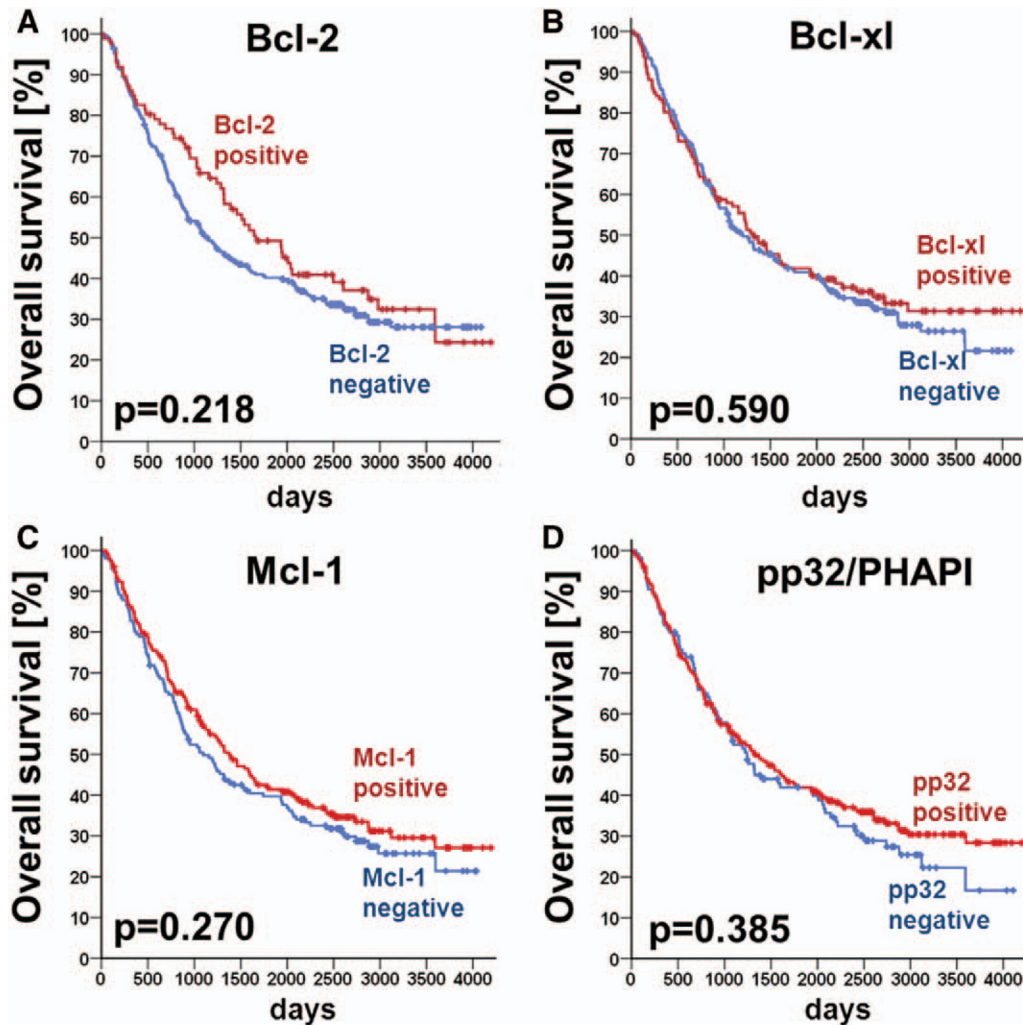 A
Bcl-2
Overall survival [%]
100
90
80
70
60
50
40
30
20
10
0
Bcl-2
positive
Bcl-2
negative
p=0.218
0 500 1000 1500 2000 2500 3000 3500 4000
days
B
Bcl-xl
Overall survival [%]
100
90
80
70
60
50
40
30
20
10
0
Bcl-xl
positive
Bcl-xl
negative
p=0.590
0 500 1000 1500 2000 2500 3000 3500 4000
days
C
Mcl-1
Overall survival [%]
100
90
80
70
60
50
40
30
20
10
0
Mcl-1
positive
Mcl-1
negative
p=0.270
0 500 1000 1500 2000 2500 3000 3500 4000
days
D
pp32/PHAPI
Overall survival [%]
100
90
80
70
60
50
40
30
20
10
0
pp32
positive
pp32
negative
p=0.385
0 500 1000 1500 2000 2500 3000 3500 4000
days